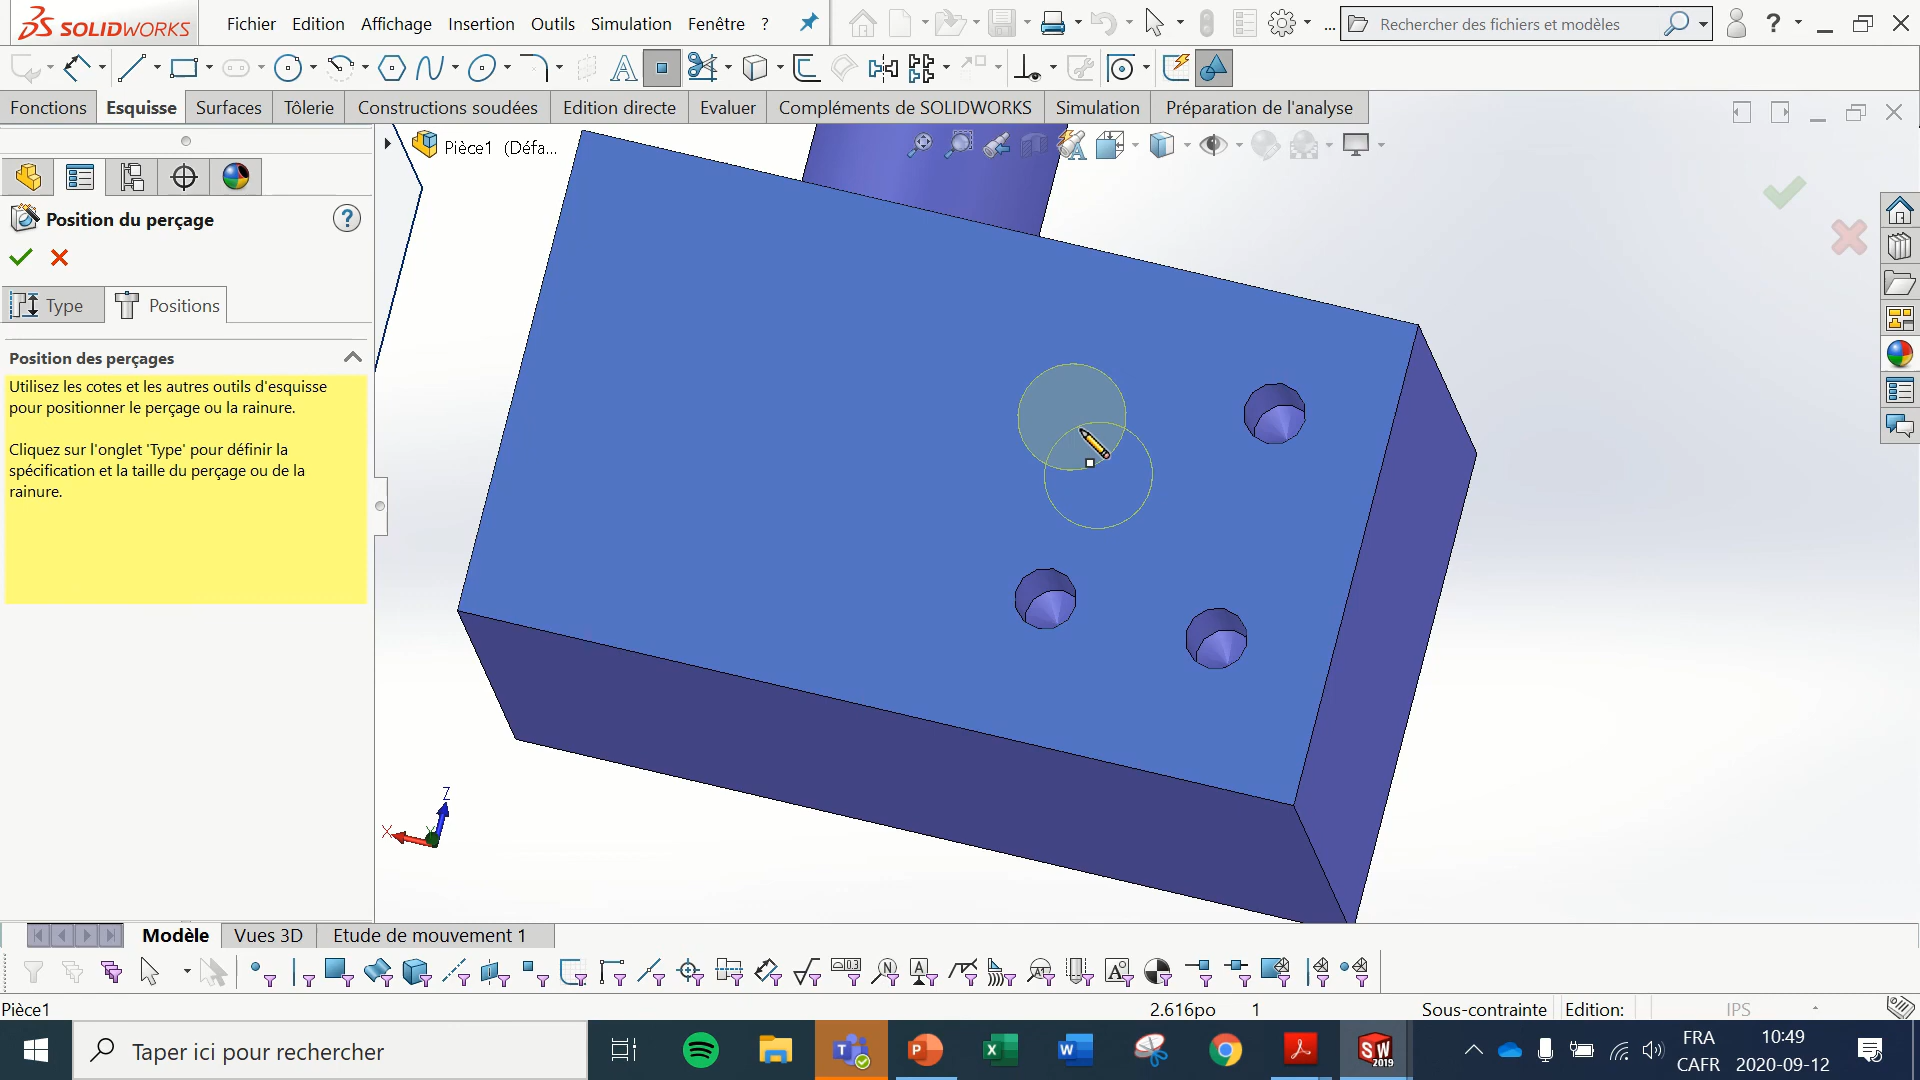 SOLIDWORKS
Fichier Edition Affichage Insertion Outils Simulation Fenêtre ?
... Rechercher des fichiers et modèles ?
Fonctions Esquisse Surfaces Tôlerie Constructions soudées Edition directe Evaluer Compléments de SOLIDWORKS Simulation Préparation de l'analyse
Pièce1 (Défa...
Position du perçage ?
Type Positions
Position des perçages
Utilisez les cotes et les autres outils d'esquisse
pour positionner le perçage ou la rainure.
Cliquez sur l'onglet 'Type' pour définir la
spécification et la taille du perçage ou de la
rainure.
Z
X
Y
Modèle Vues 3D Etude de mouvement 1
Pièce1 2.616po 1 Sous-contrainte Edition: IPS
Taper ici pour rechercher
SW
2019
FRA
CAFR
10:49
2020-09-12